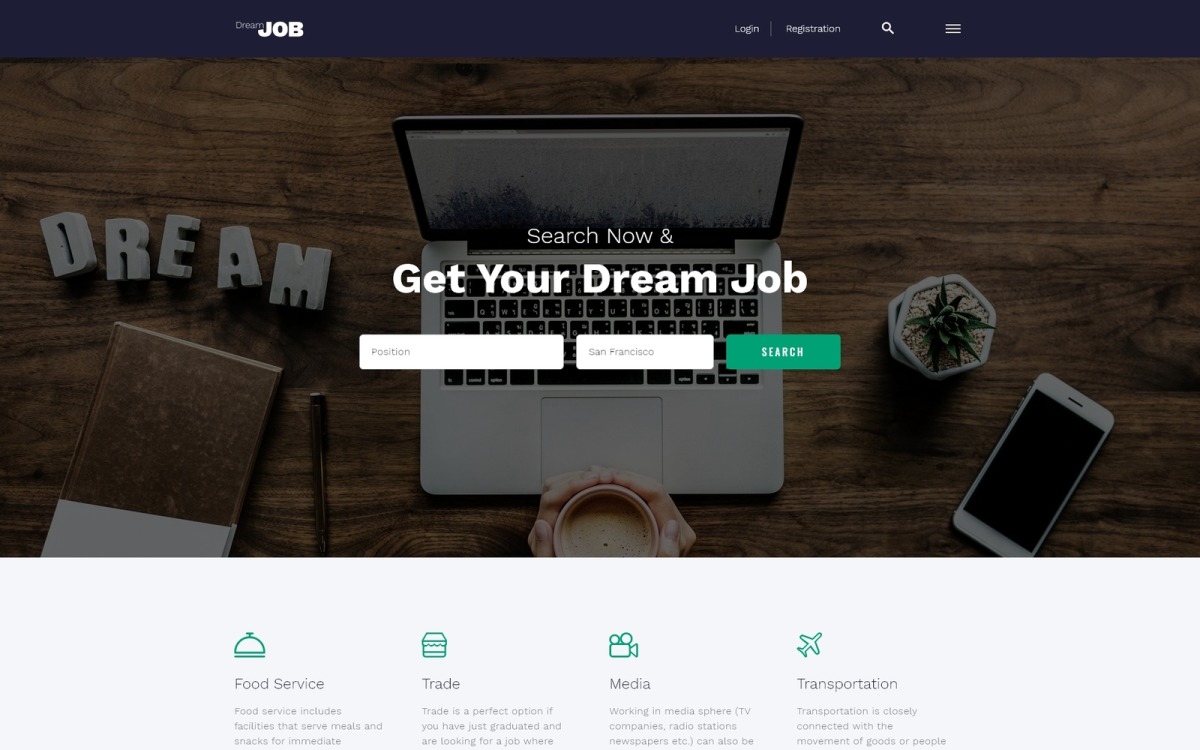 Dream JOB
Login
Registration
DREAM
Search Now &
Get Your Dream Job
Position
San Francisco
SEARCH
Food Service
Food service includes
facilities that serve meals and
snacks for immediate
Trade
Trade is a perfect option if
you have just graduated and
are looking for a job where
Media
Working in media sphere (TV
companies, radio stations
newspapers etc.) can also be
Transportation
Transportation is closely
connected with the
movement of goods or people